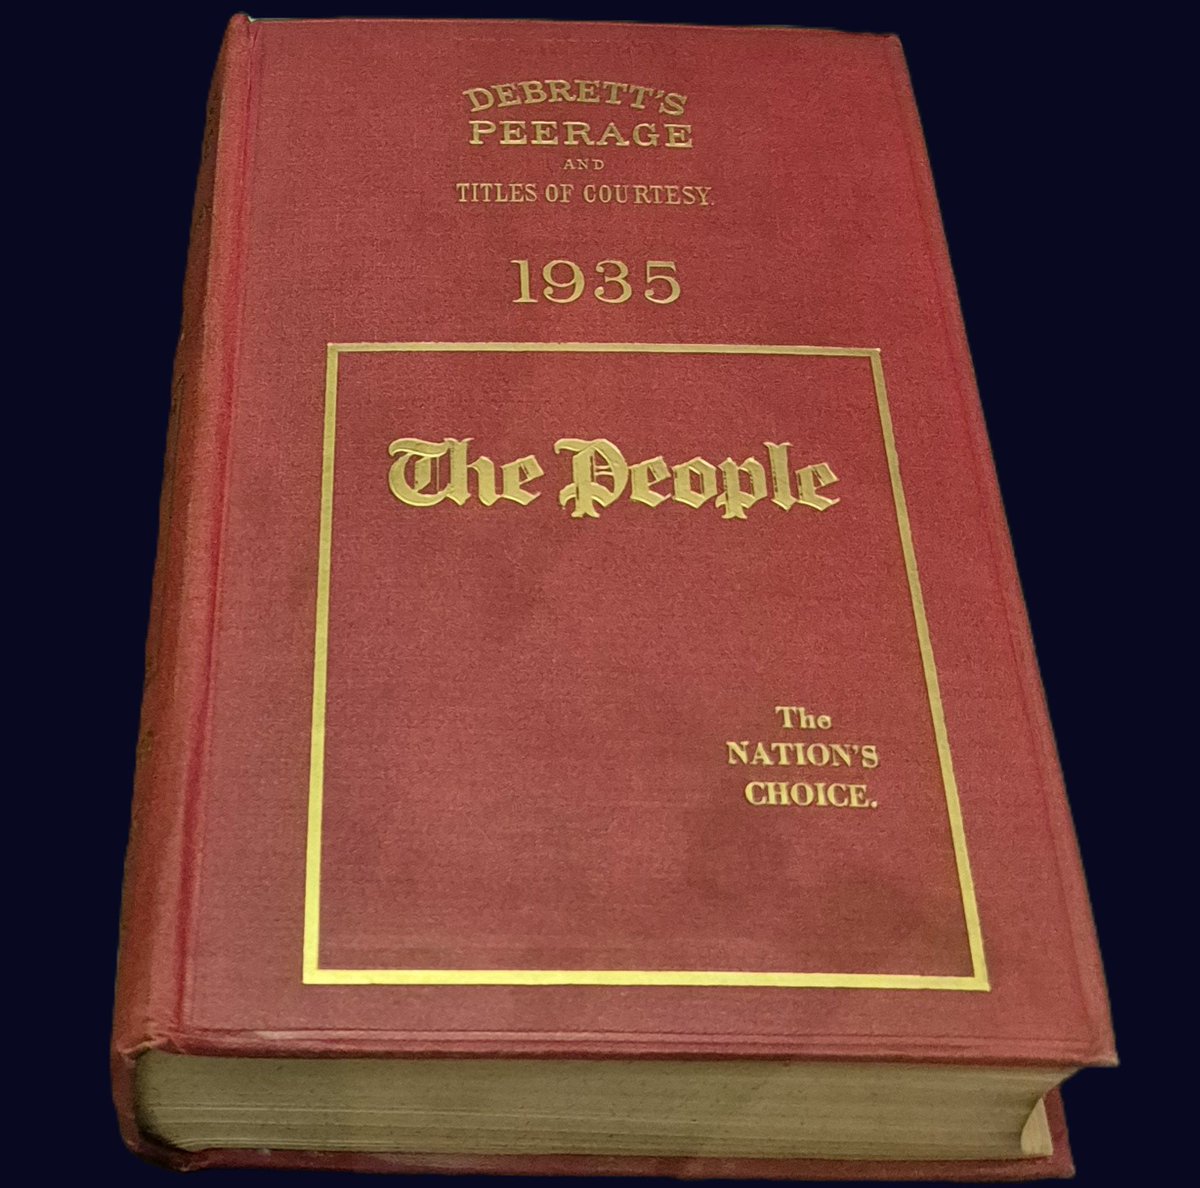 DEBRETT'S
PEERAGE
AND
TITLES OF COURTESY.
1935
The People
The
NATION'S
CHOICE.